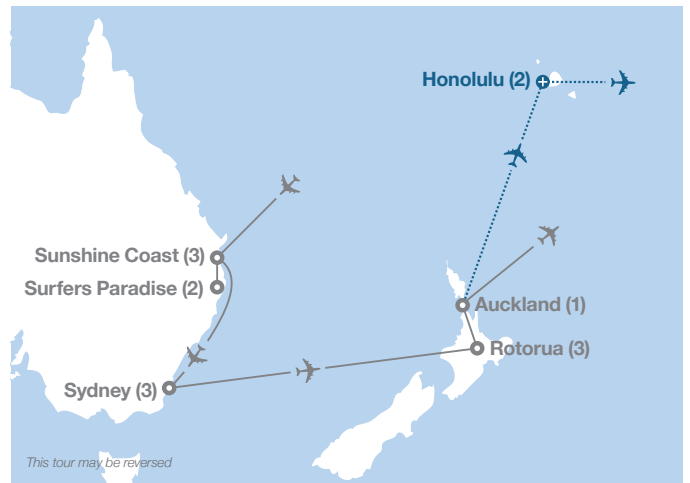 Honolulu (2)
Sunshine Coast (3)
Surfers Paradise (2)
Auckland (1)
Rotorua (3)
Sydney (3)
This tour may be reversed